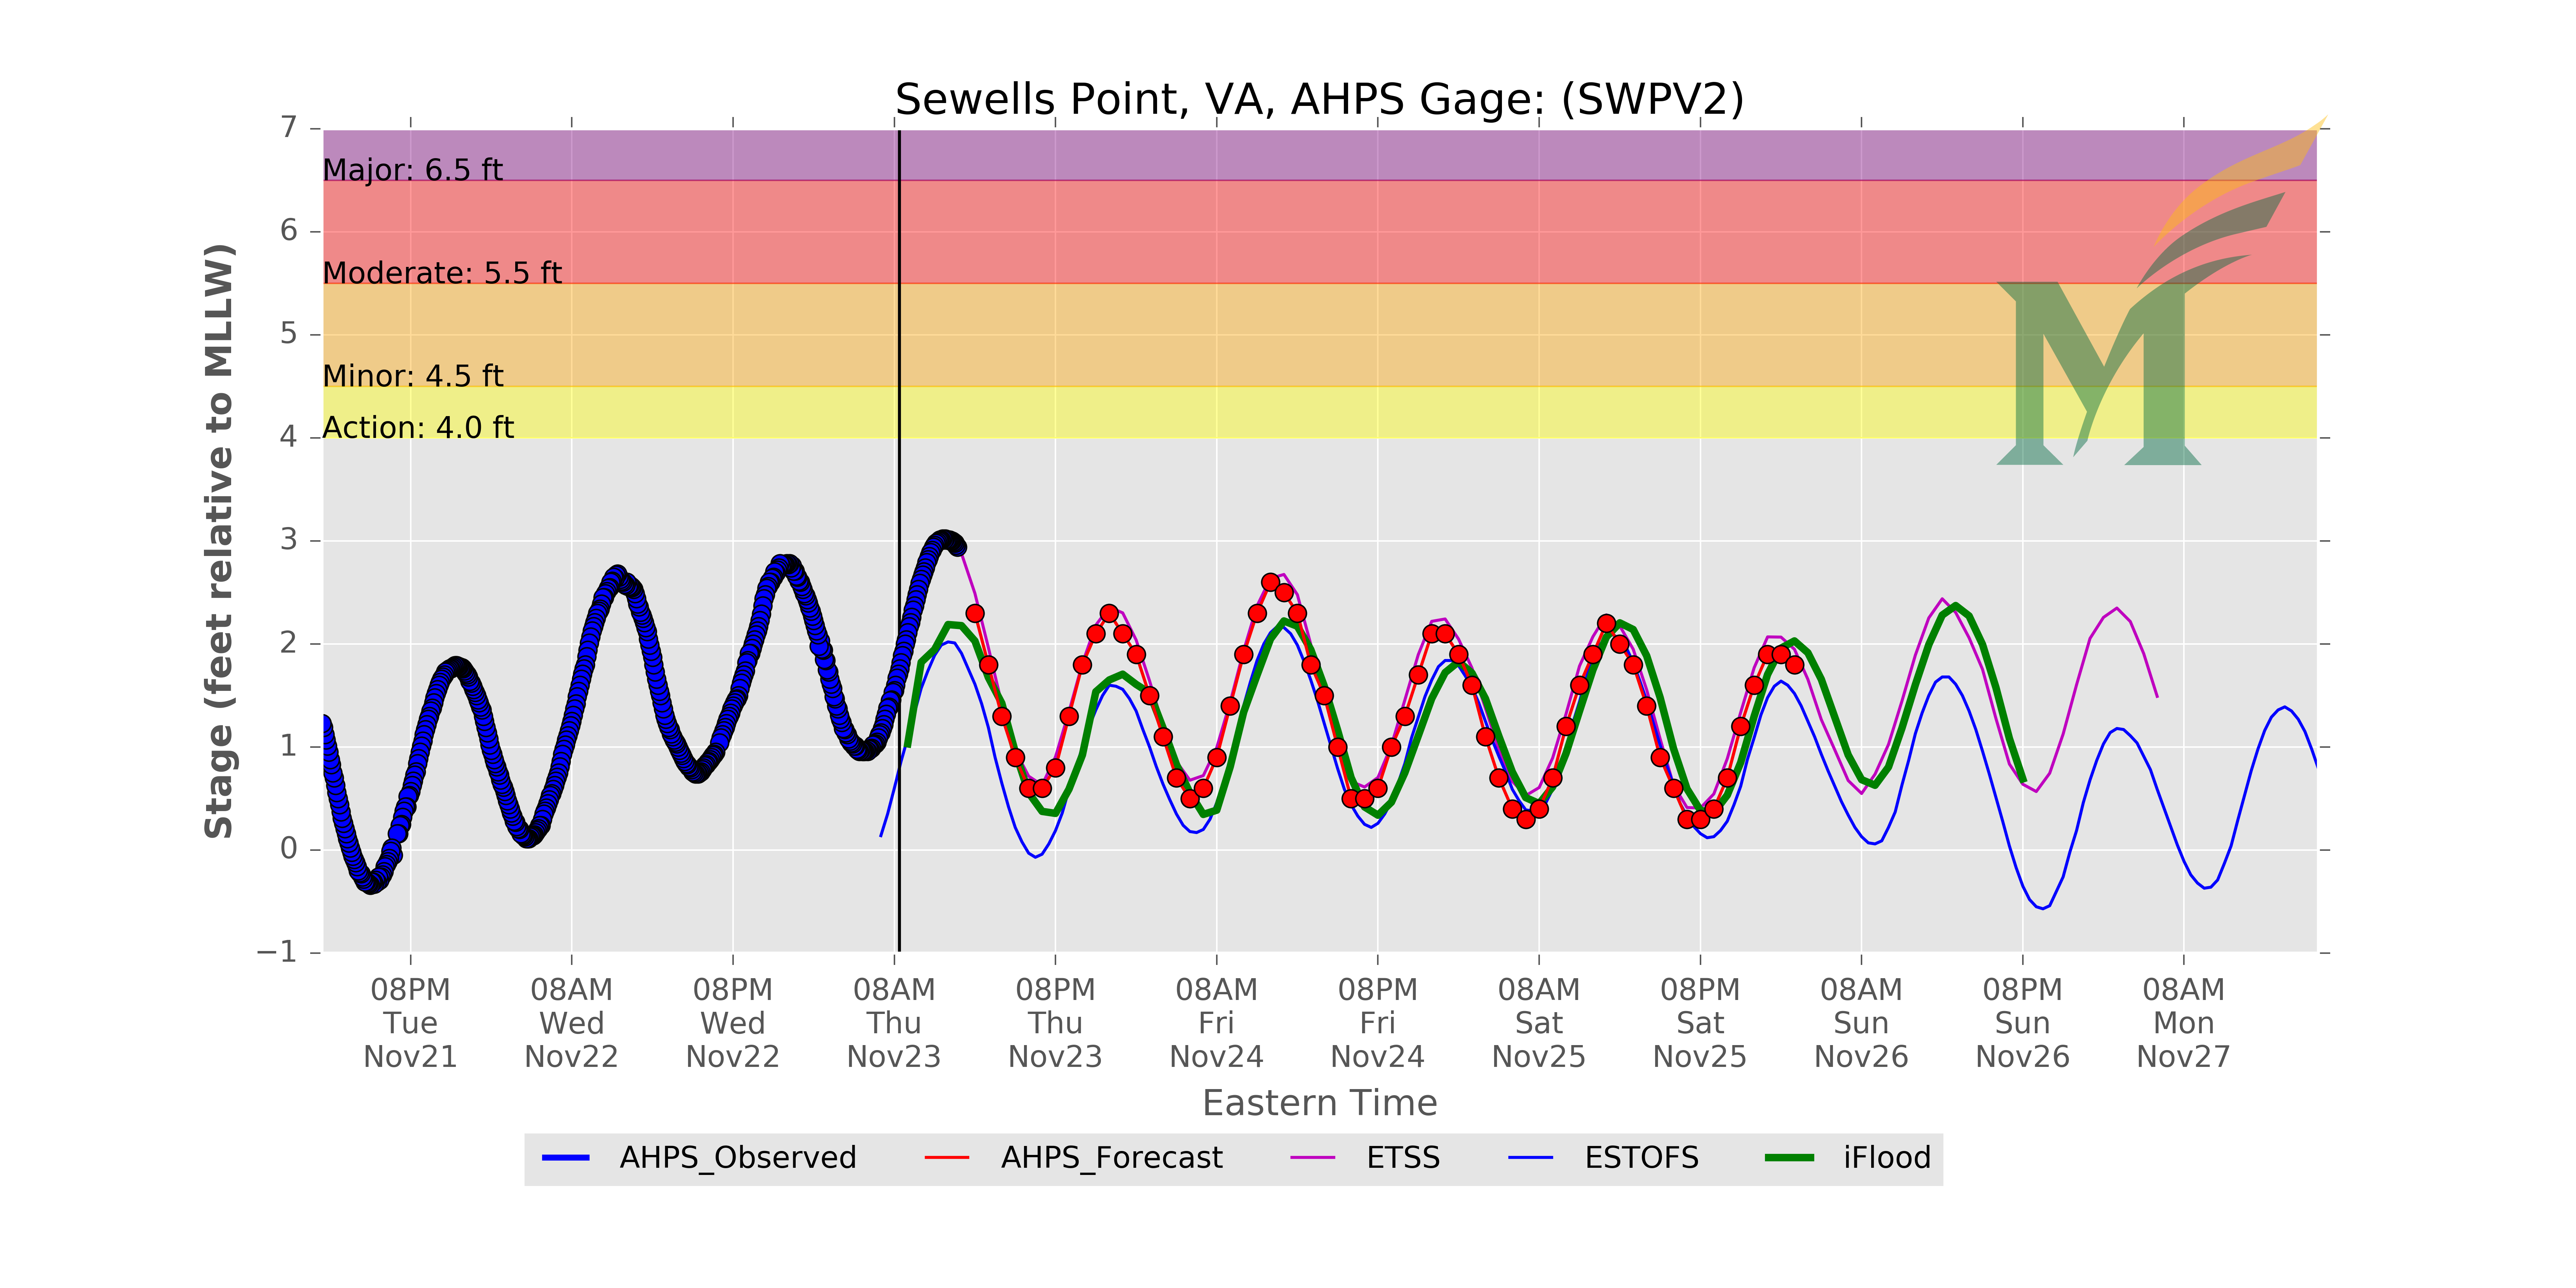 Sewells Point, VA, AHPS Gage: (SWPV2)
Stage (feet relative to MLLW)
7
6
5
4
3
2
1
0
−1
Major: 6.5 ft
Moderate: 5.5 ft
Minor: 4.5 ft
Action: 4.0 ft
08PM 08AM 08PM 08AM 08PM 08AM 08PM 08AM 08PM 08AM 08PM 08AM
Tue Wed Wed Thu Thu Fri Fri Sat Sat Sun Sun Mon
Nov21 Nov22 Nov22 Nov23 Nov23 Nov24 Nov24 Nov25 Nov25 Nov26 Nov26 Nov27
Eastern Time
AHPS_Observed AHPS_Forecast ETSS ESTOFS iFlood